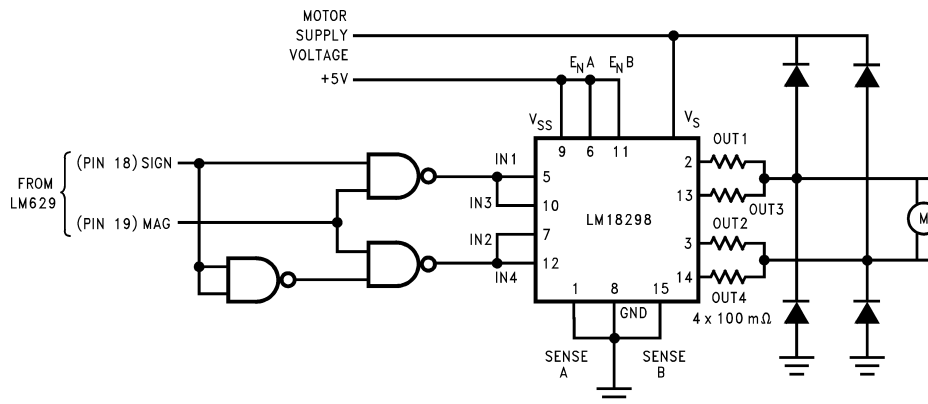 MOTOR
SUPPLY
VOLTAGE
+5V
ENA
ENB
VSS
VS
9
6
11
FROM
LM629
(PIN 18) SIGN
(PIN 19) MAG
IN1
IN3
IN2
IN4
5
10
7
12
LM18298
2
13
3
14
OUT1
OUT3
OUT2
OUT4
4 x 100 mΩ
M
1
8
15
GND
SENSE
A
SENSE
B